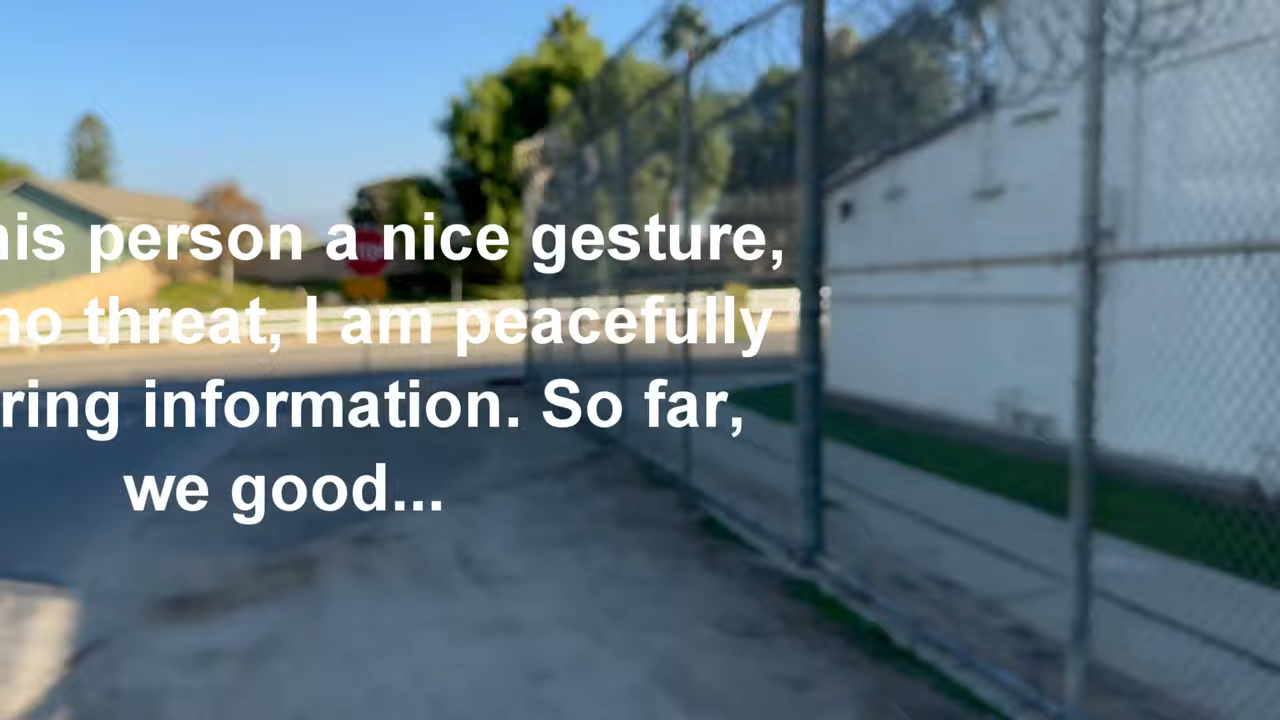 his person a nice gesture,
no threat, I am peacefully
ring information. So far,
we good...